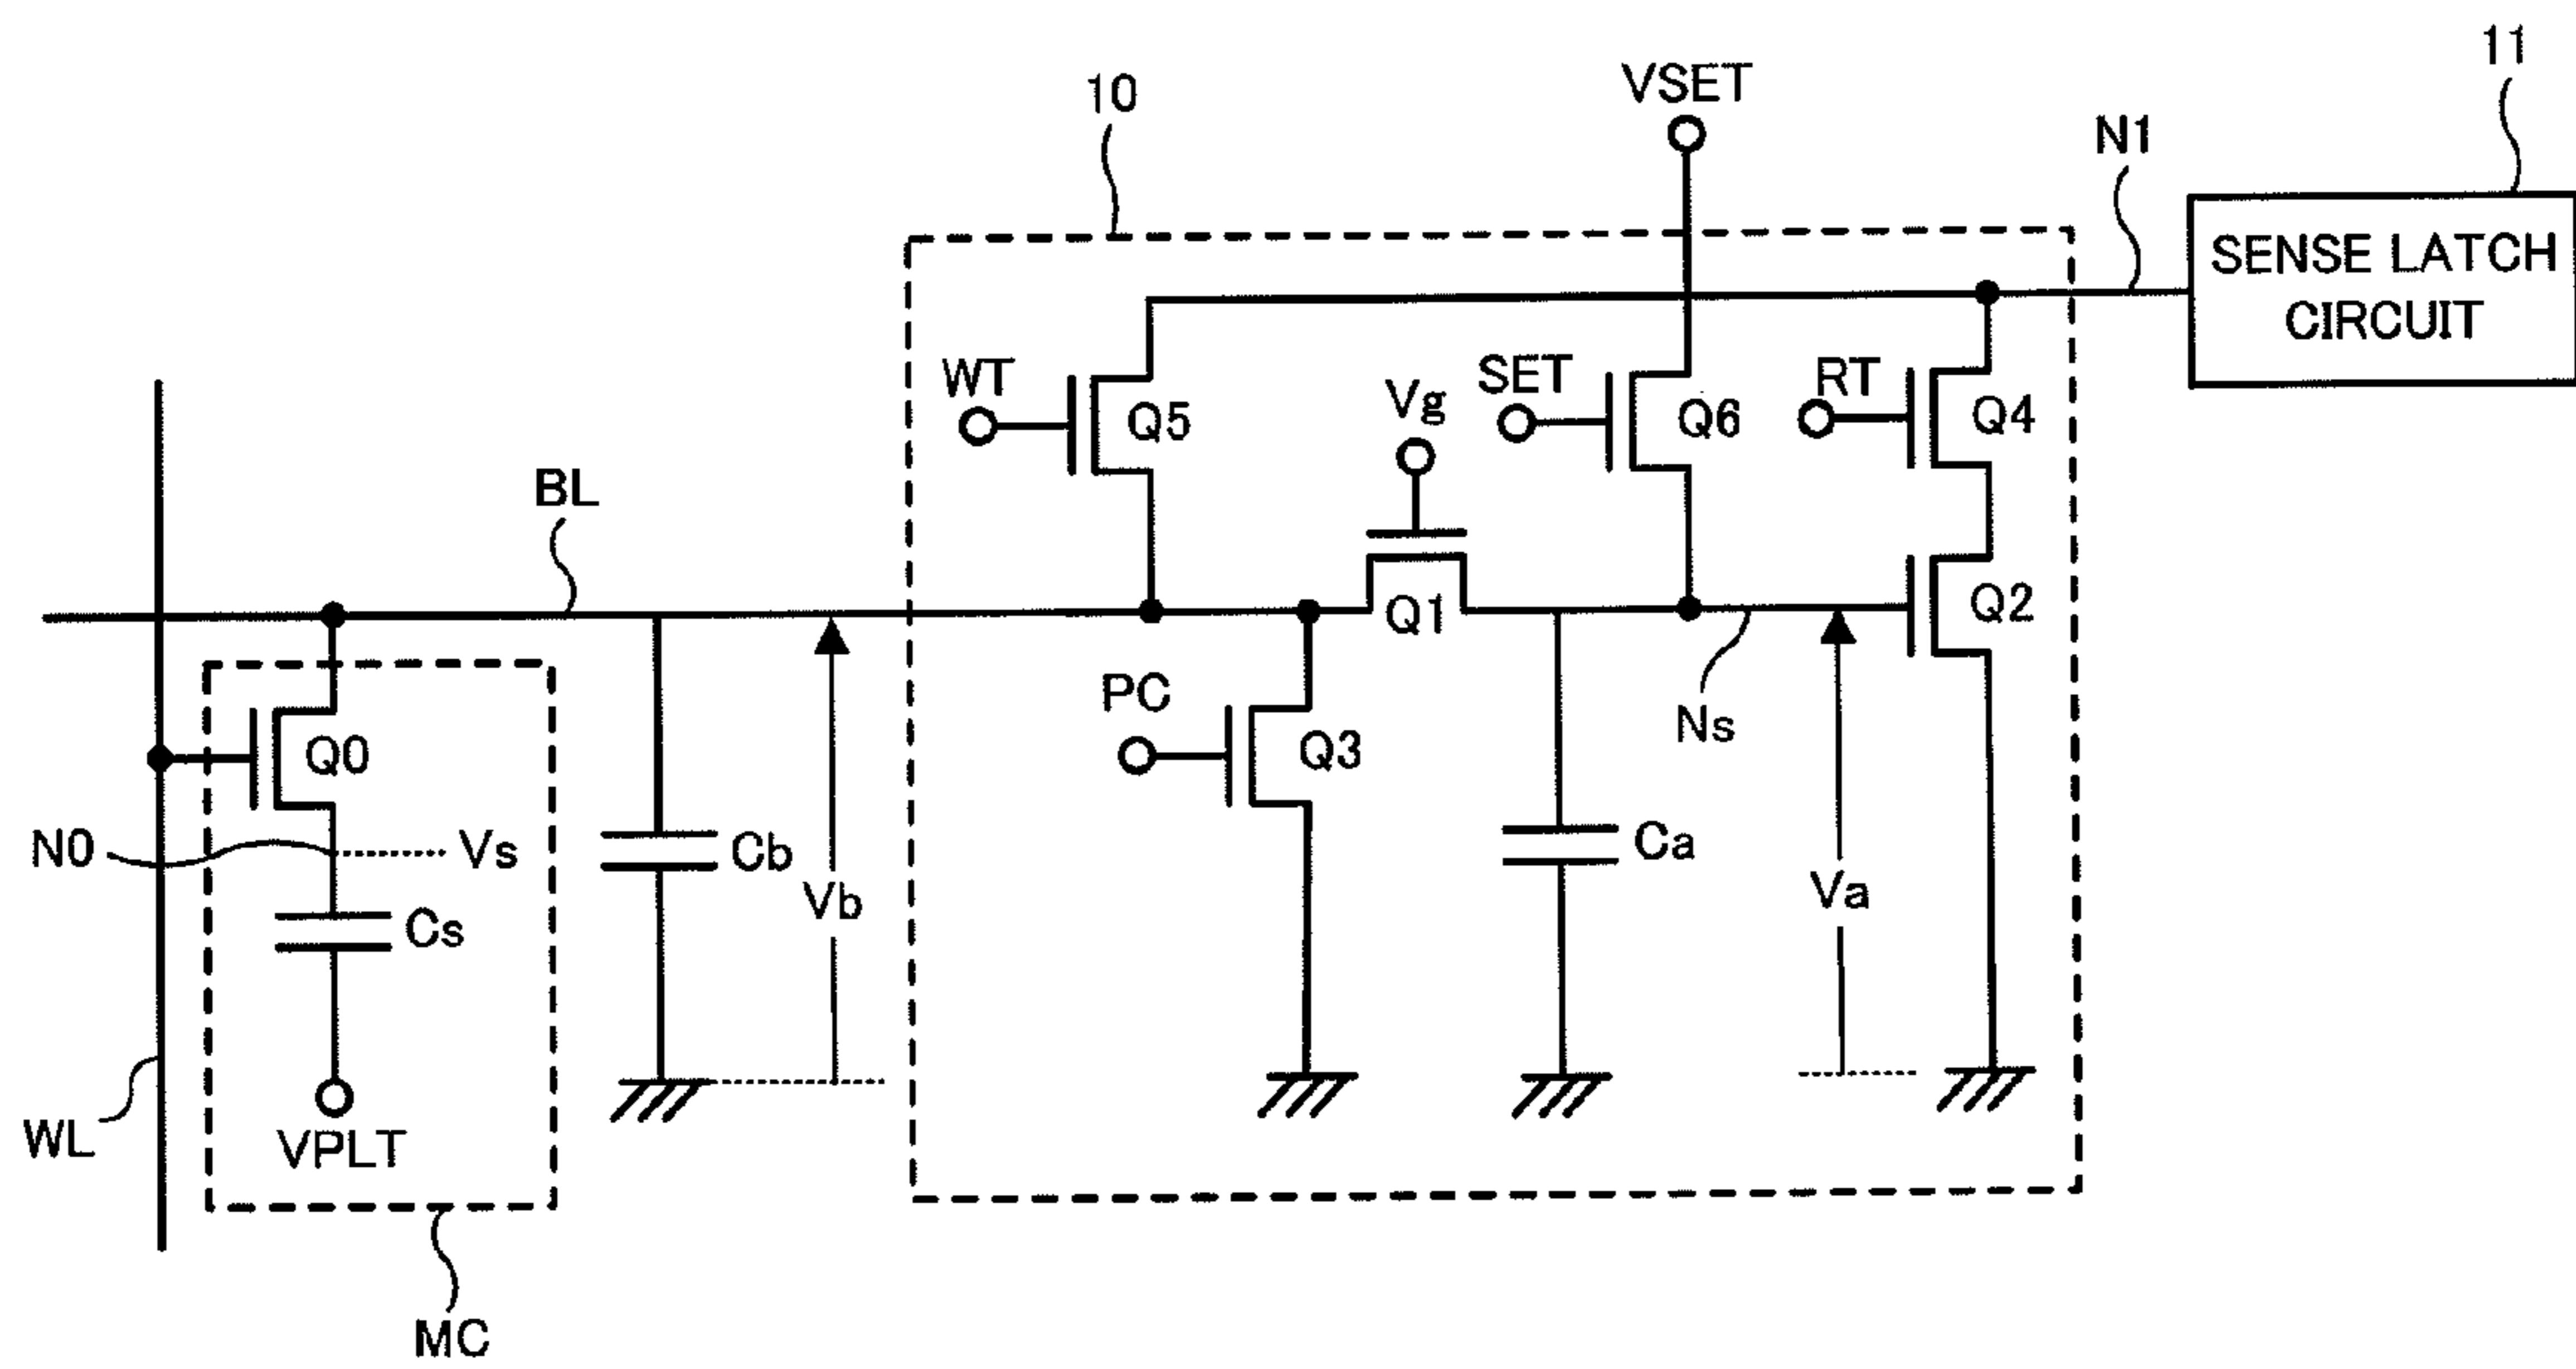 11
VSET
10
N1
SENSE LATCH
CIRCUIT
WT
SET
RT
Vg
Q5
Q6
Q4
BL
Q1
Q2
PC
Ns
Q0
Q3
N0
Vs
Cb
Ca
Vb
Va
Cs
WL
VPLT
MC